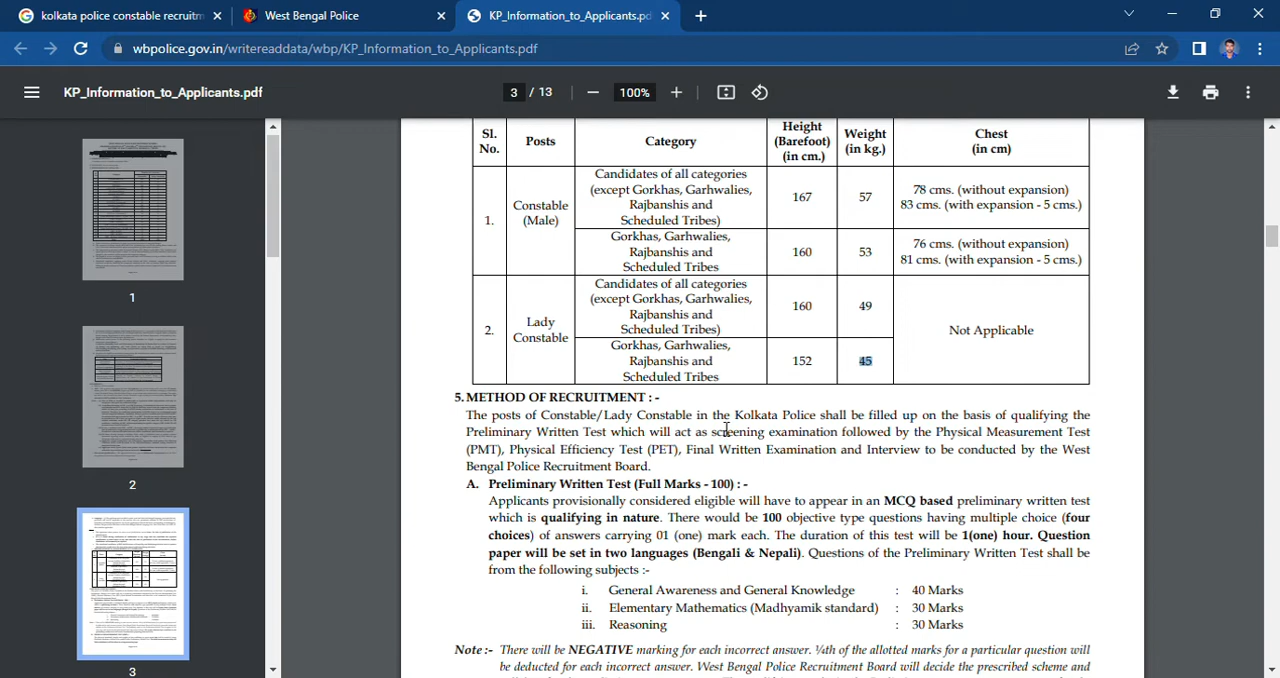 kolkata police constable recruitm
West Bengal Police
KP_Information_to_Applicants.pd
wbpolice.gov.in/writereaddata/wbp/KP_Information_to_Applicants.pdf
KP_Information_to_Applicants.pdf
3 / 13
100%
1
2
3
Sl. No.
Posts
Category
Height (Barefoot) (in cm.)
Weight (in kg.)
Chest (in cm)
1.
Constable (Male)
Candidates of all categories
(except Gorkhas, Garhwalies,
Rajbanshis and
Scheduled Tribes)
167
57
78 cms. (without expansion)
83 cms. (with expansion - 5 cms.)
Gorkhas, Garhwalies,
Rajbanshis and
Scheduled Tribes
160
53
76 cms. (without expansion)
81 cms. (with expansion - 5 cms.)
2.
Lady Constable
Candidates of all categories
(except Gorkhas, Garhwalies,
Rajbanshis and
Scheduled Tribes)
160
49
Not Applicable
Gorkhas, Garhwalies,
Rajbanshis and
Scheduled Tribes
152
45
5. METHOD OF RECRUITMENT : -
The posts of Constable/Lady Constable in the Kolkata Police shall be filled up on the basis of qualifying the
Preliminary Written Test which will act as screening examination followed by the Physical Measurement Test
(PMT), Physical Efficiency Test (PET), Final Written Examination and Interview to be conducted by the West
Bengal Police Recruitment Board.
A. Preliminary Written Test (Full Marks - 100) : -
Applicants provisionally considered eligible will have to appear in an MCQ based preliminary written test
which is qualifying in nature. There would be 100 objective type questions having multiple choice (four
choices) of answers carrying 01 (one) mark each. The duration of this test will be 1(one) hour. Question
paper will be set in two languages (Bengali & Nepali). Questions of the Preliminary Written Test shall be
from the following subjects :-
i. General Awareness and General Knowledge : 40 Marks
ii. Elementary Mathematics (Madhyamik standard) : 30 Marks
iii. Reasoning : 30 Marks
Note :- There will be NEGATIVE marking for each incorrect answer. ¼th of the allotted marks for a particular question will
be deducted for each incorrect answer. West Bengal Police Recruitment Board will decide the prescribed scheme and